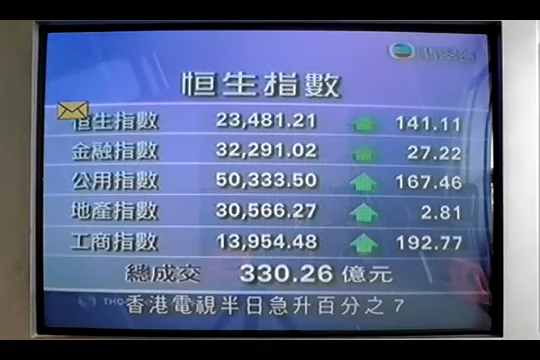 翡翠台
恒生指數
恒生指數 23,481.21 141.11
金融指數 32,291.02 27.22
公用指數 50,333.50 167.46
地產指數 30,566.27 2.81
工商指數 13,954.48 192.77
總成交 330.26 億元
香港電視半日急升百分之7